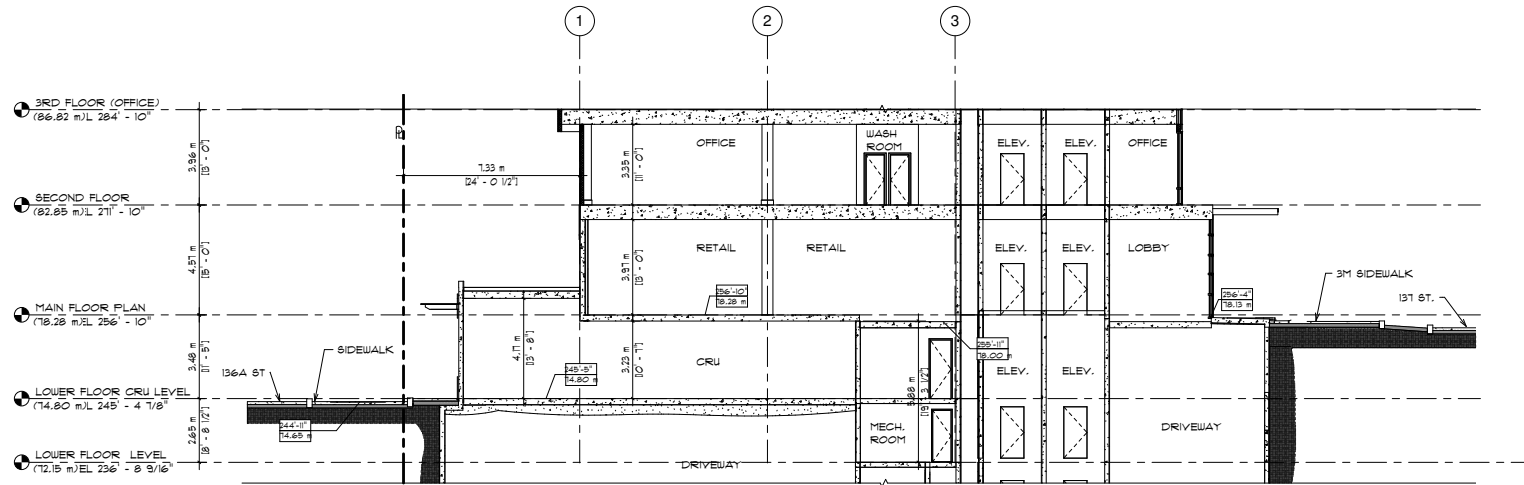 1
2
3
3RD FLOOR (OFFICE)
(86.82 m)L 284' - 10"
3.96 m
[13' - 0"]
7.33 m
[24' - 0 1/2"]
3.35 m
[11' - 0"]
OFFICE
WASH
ROOM
ELEV.
ELEV.
OFFICE
SECOND FLOOR
(82.85 m)L 271' - 10"
4.57 m
[15' - 0"]
3.97 m
[13' - 0"]
RETAIL
RETAIL
ELEV.
ELEV.
LOBBY
3M SIDEWALK
137 ST.
256'-10"
78.28 m
256'-4"
78.13 m
MAIN FLOOR PLAN
(78.28 m)EL 256' - 10"
3.48 m
[11' - 5"]
SIDEWALK
136A ST
4.17 m
[13' - 8"]
3.23 m
[10' - 7"]
CRU
255'-11"
78.00 m
ELEV.
ELEV.
245'-5"
74.80 m
LOWER FLOOR CRU LEVEL
(74.80 m)L 245' - 4 7/8"
2.65 m
[8' - 8 1/2"]
244'-11"
74.65 m
5.88 m
MECH.
ROOM
DRIVEWAY
DRIVEWAY
LOWER FLOOR LEVEL
(72.15 m)EL 236' - 8 9/16"